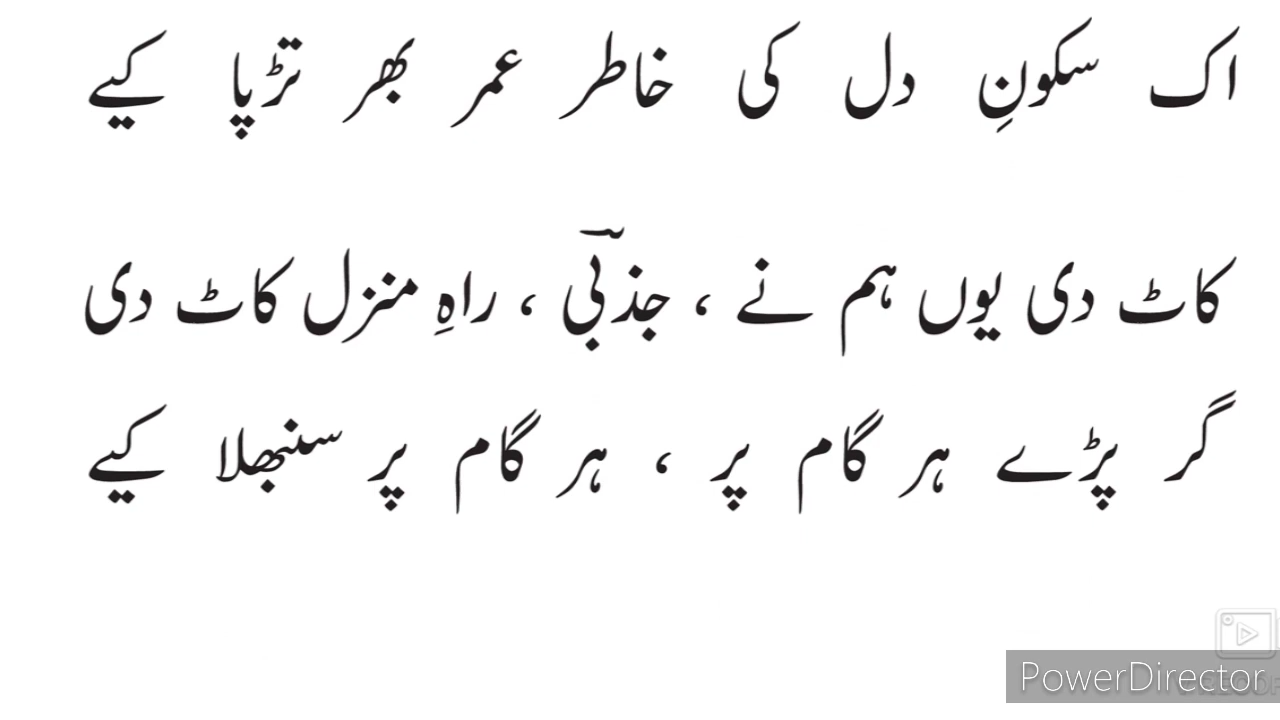 اک سکونِ دل کی خاطر عمر بھر تڑپا کیے
کاٹ دی یوں ہم نے ، جذبؔی ، راہِ منزل کاٹ دی
گر پڑے ہر گام پر ، ہر گام پر سنبھلا کیے
PowerDirector